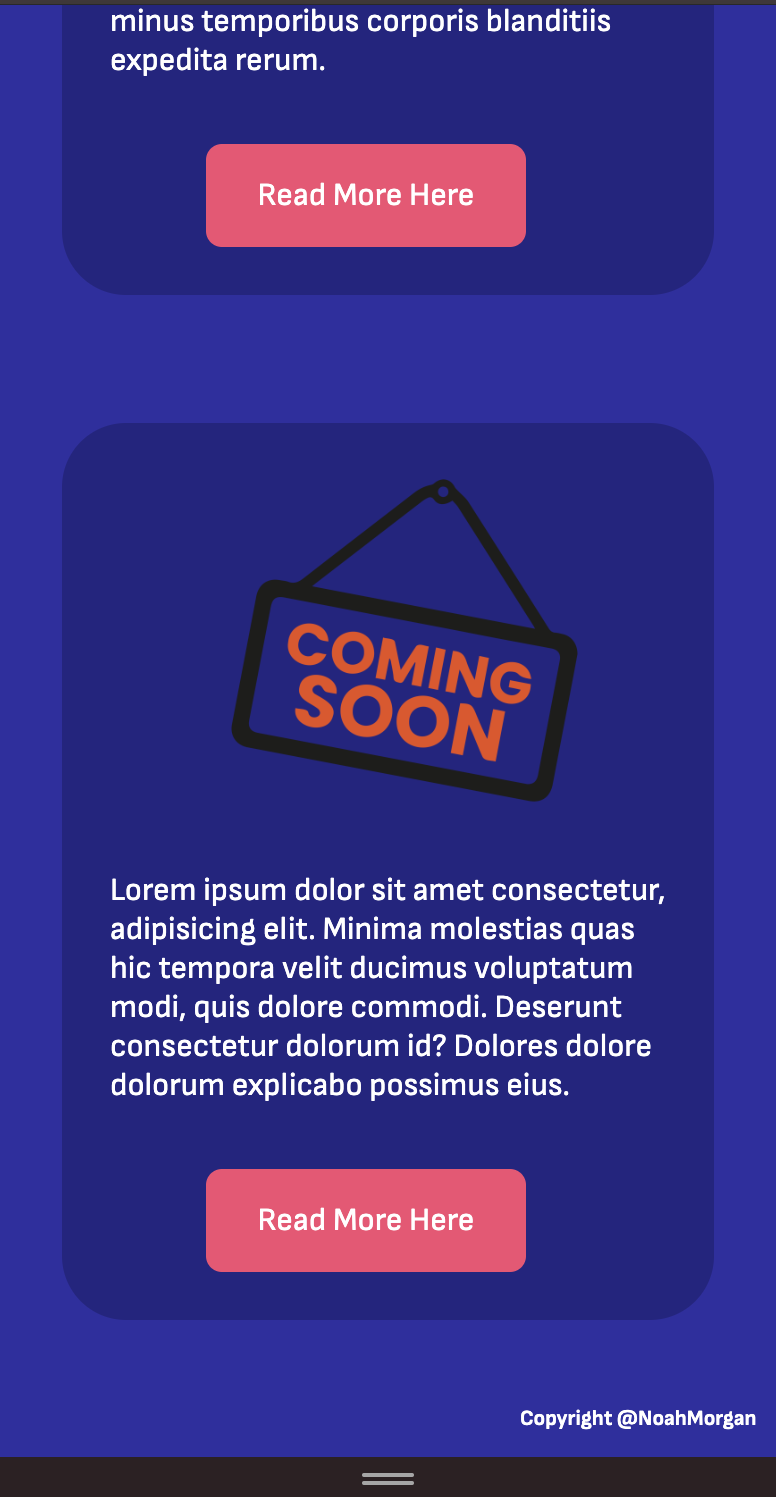 minus temporibus corporis blanditiis
expedita rerum.
Read More Here
COMING
SOON
Lorem ipsum dolor sit amet consectetur,
adipisicing elit. Minima molestias quas
hic tempora velit ducimus voluptatum
modi, quis dolore commodi. Deserunt
consectetur dolorum id? Dolores dolore
dolorum explicabo possimus eius.
Read More Here
Copyright @NoahMorgan